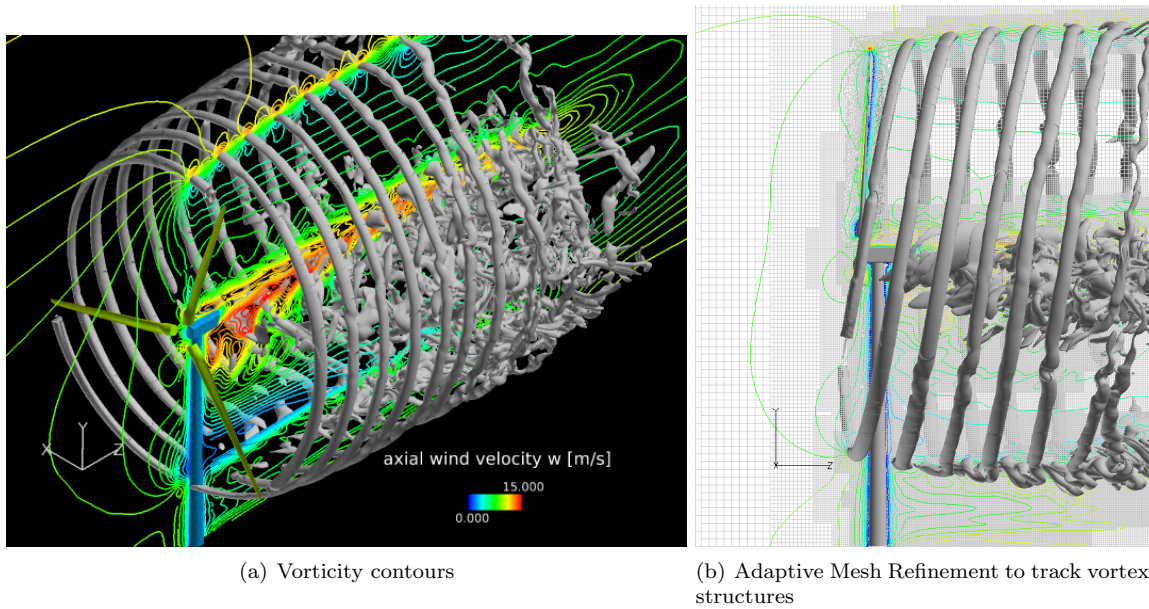 X
Y
Z
axial wind velocity w [m/s]
15.000
0.000
Y
X
Z
(a) Vorticity contours
(b) Adaptive Mesh Refinement to track vortex
structures